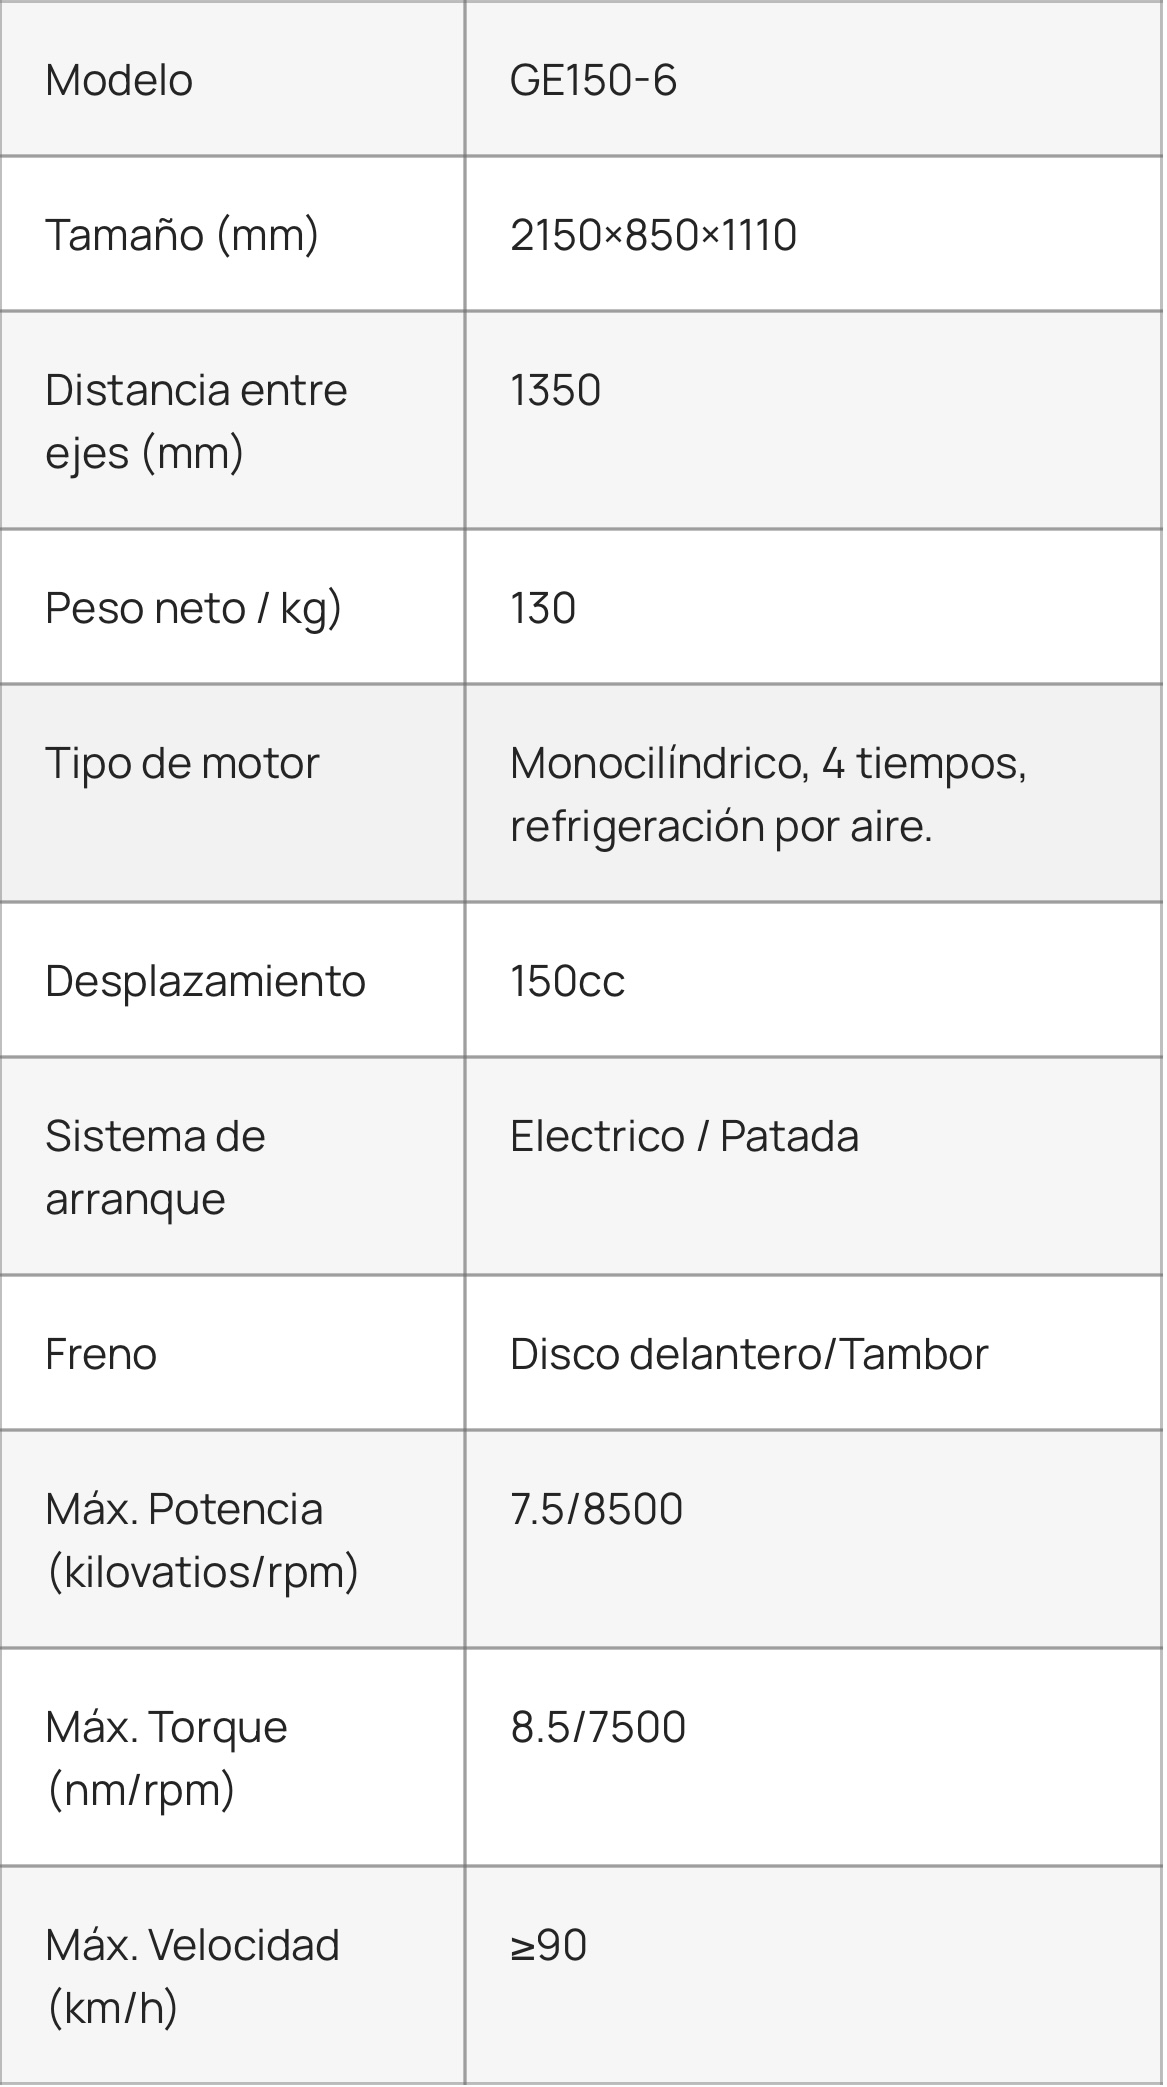 Modelo
GE150-6
Tamaño (mm)
2150×850×1110
Distancia entre
ejes (mm)
1350
Peso neto / kg)
130
Tipo de motor
Monocilíndrico, 4 tiempos,
refrigeración por aire.
Desplazamiento
150cc
Sistema de
arranque
Electrico / Patada
Freno
Disco delantero/Tambor
Máx. Potencia
(kilovatios/rpm)
7.5/8500
Máx. Torque
(nm/rpm)
8.5/7500
Máx. Velocidad
(km/h)
≥90